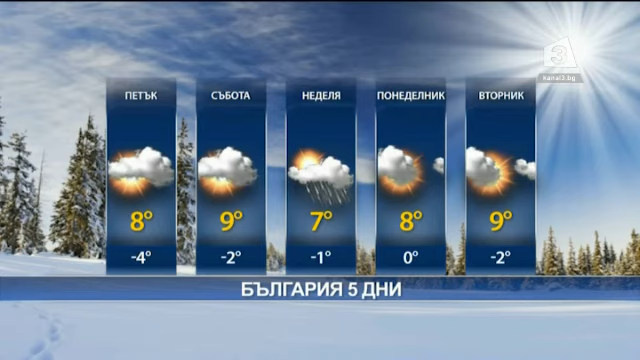 3
kanal3.bg
ПЕТЪК СЪБОТА НЕДЕЛЯ ПОНЕДЕЛНИК ВТОРНИК
8° 9° 7° 8° 9°
-4° -2° -1° 0° -2°
БЪЛГАРИЯ 5 ДНИ